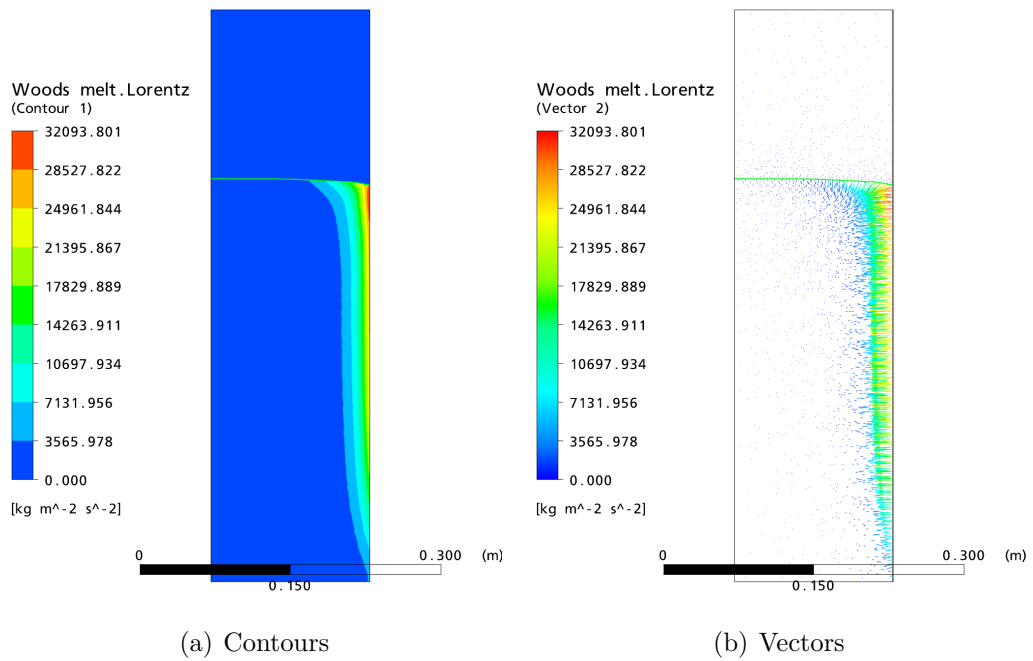 Woods melt.Lorentz
(Contour 1)
32093.801
28527.822
24961.844
21395.867
17829.889
14263.911
10697.934
7131.956
3565.978
0.000
[kg m^-2 s^-2]
0 0.300 (m)
0.150
(a) Contours
Woods melt.Lorentz
(Vector 2)
32093.801
28527.822
24961.844
21395.867
17829.889
14263.911
10697.934
7131.956
3565.978
0.000
[kg m^-2 s^-2]
0 0.300 (m)
0.150
(b) Vectors